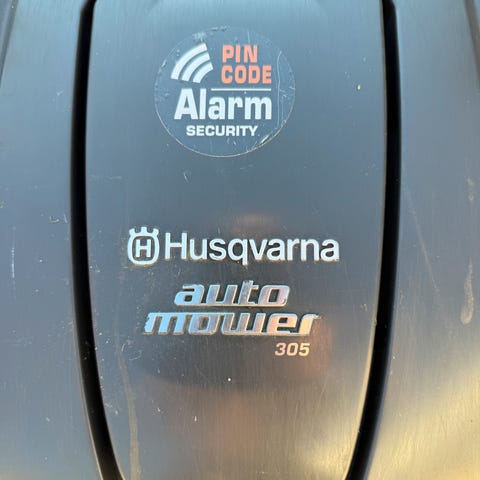 PIN
CODE
Alarm
SECURITY
H Husqvarna
auto
mower
305